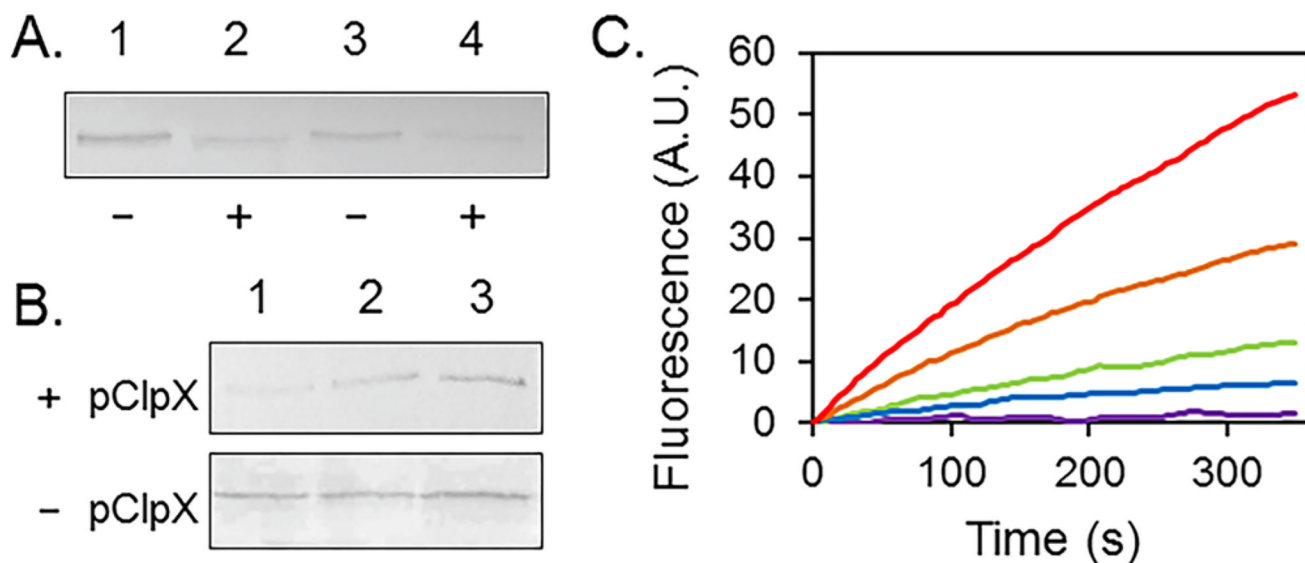 A.
1 2 3 4
− + − +
B.
1 2 3
+ pClpX
− pClpX
C.
Fluorescence (A.U.)
60
50
40
30
20
10
0
0 100 200 300
Time (s)